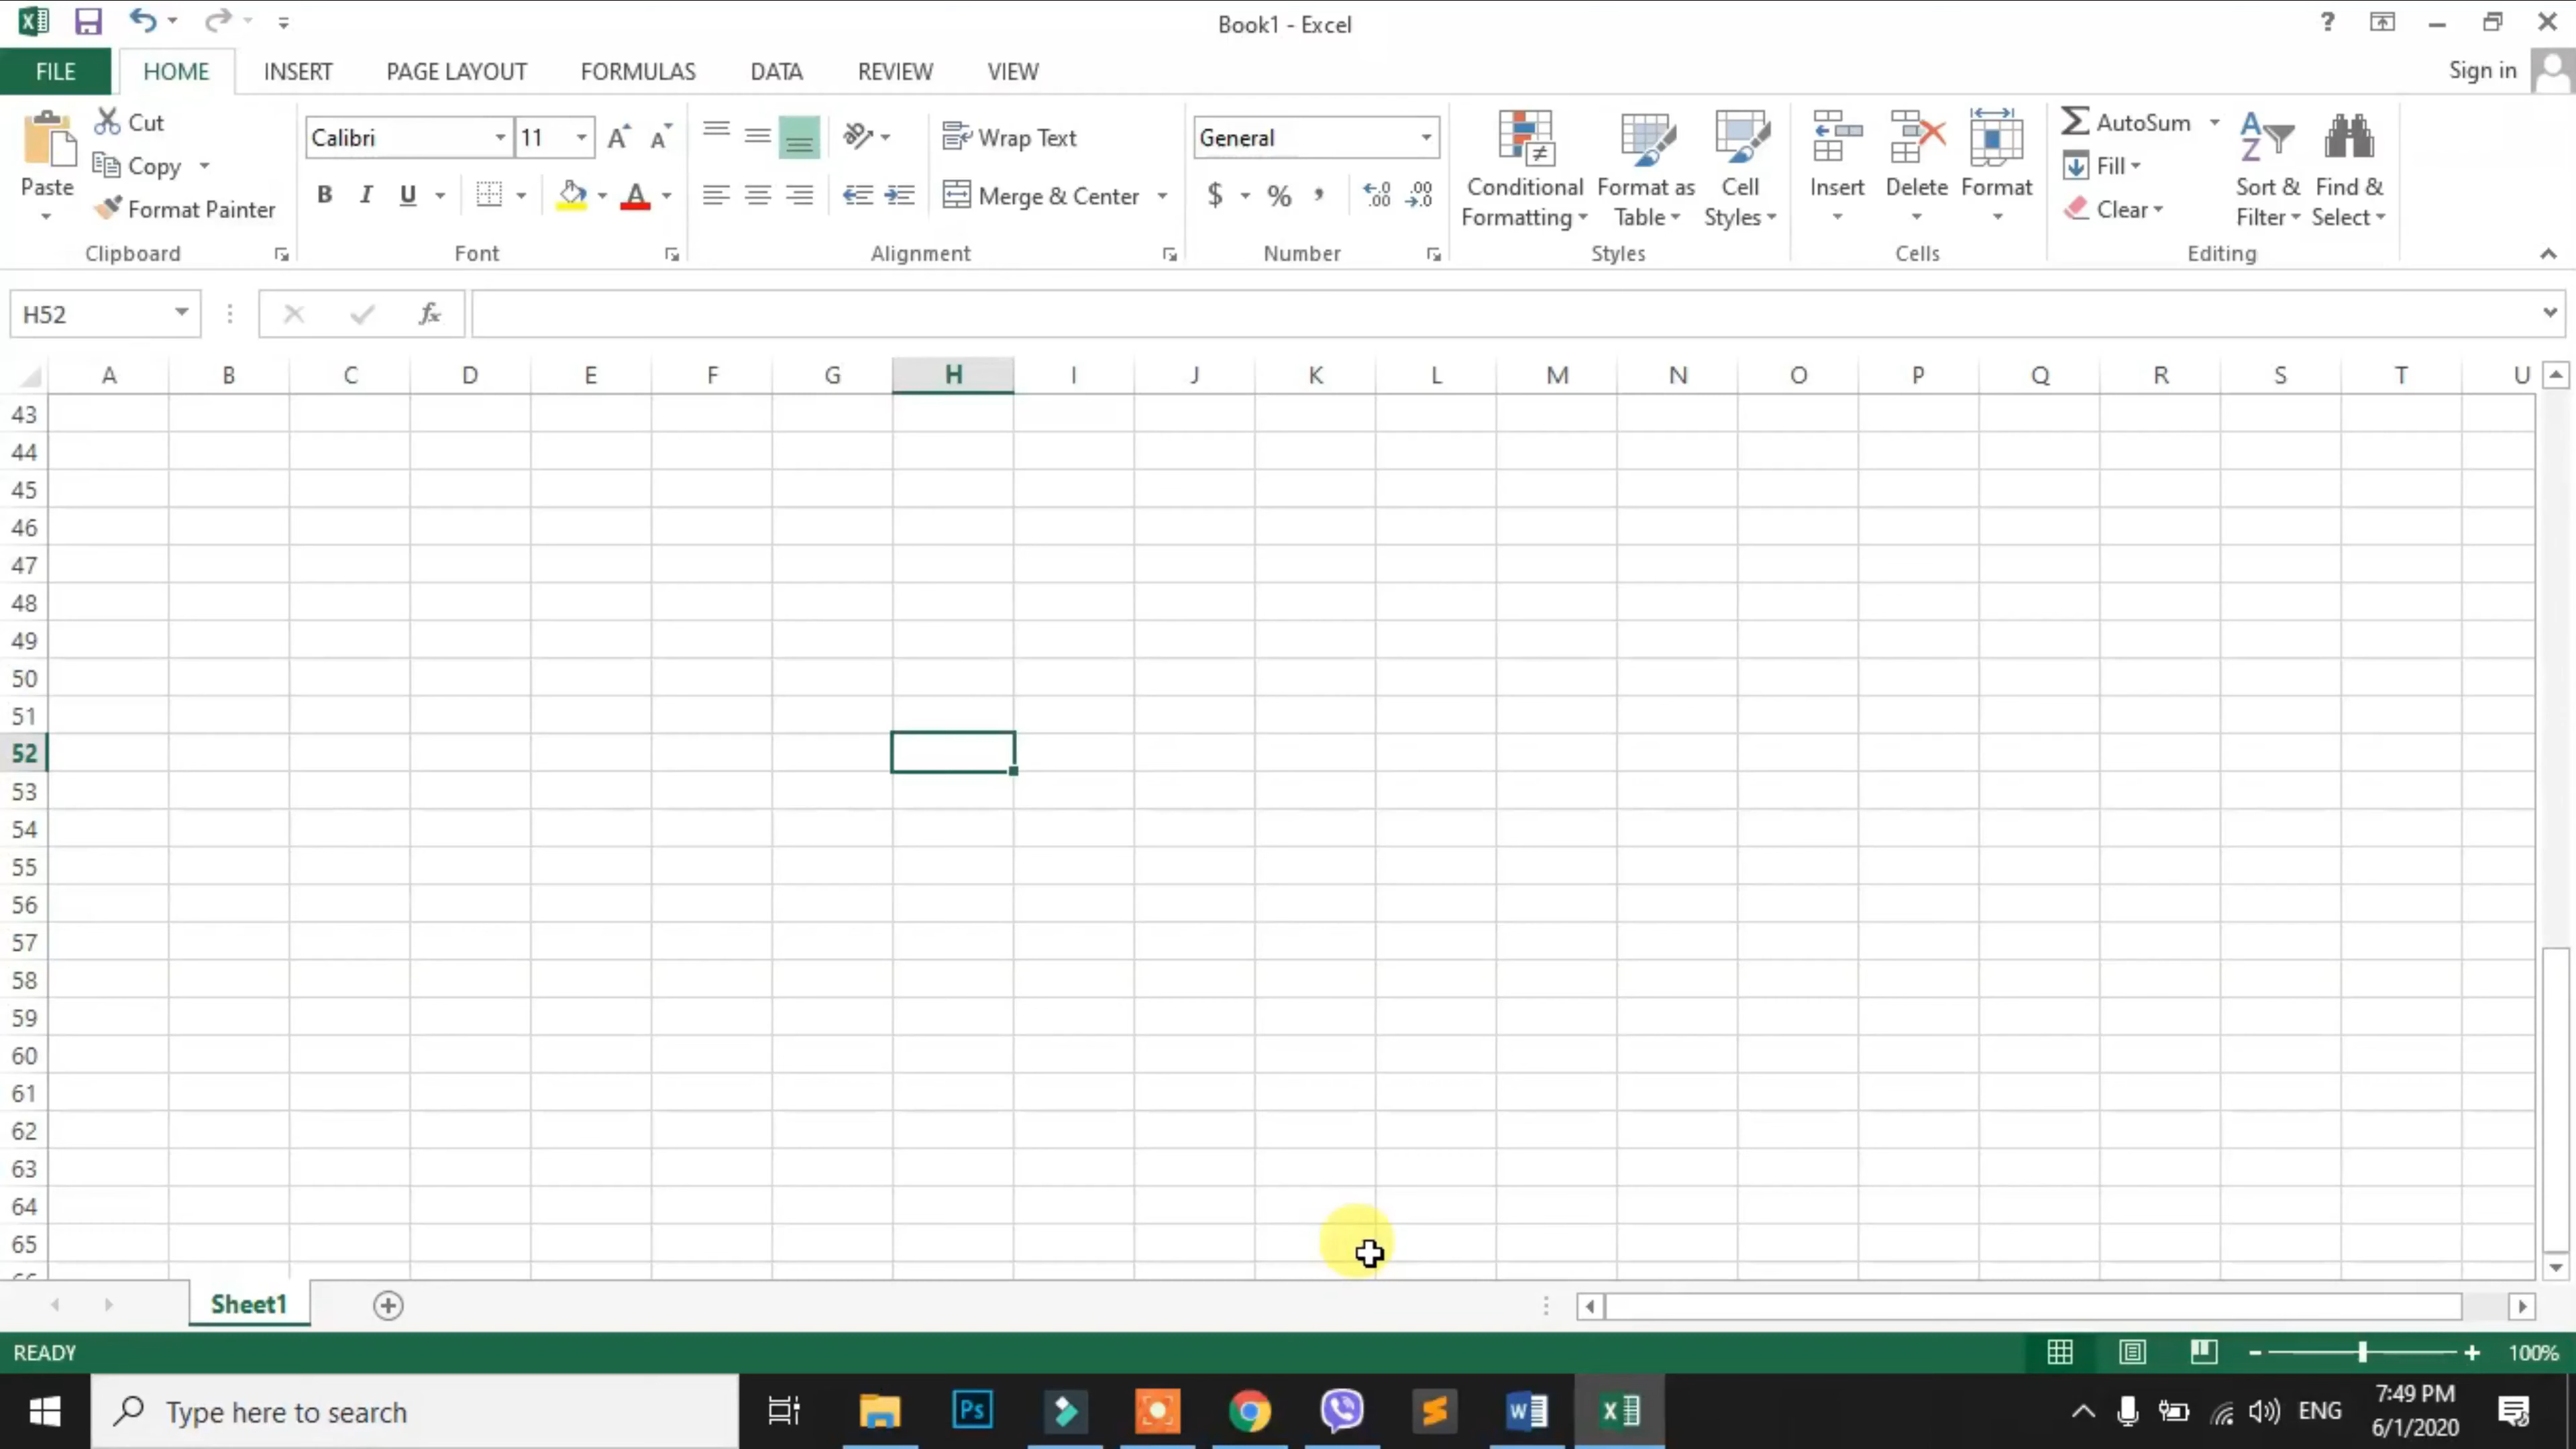 Book1 - Excel
?
FILE HOME INSERT PAGE LAYOUT FORMULAS DATA REVIEW VIEW Sign in
Paste
Cut
Copy
Format Painter
Clipboard
Calibri 11
B I U A
Font
Wrap Text
Merge & Center
Alignment
General
$ % ,
Number
Conditional Formatting
Format as Table
Cell Styles
Styles
Insert Delete Format
Cells
AutoSum
Fill
Clear
Sort & Filter
Find & Select
Editing
H52 fx
A B C D E F G H I J K L M N O P Q R S T U
43
44
45
46
47
48
49
50
51
52
53
54
55
56
57
58
59
60
61
62
63
64
65
Sheet1
READY 100%
Type here to search
Ps
ENG
7:49 PM
6/1/2020